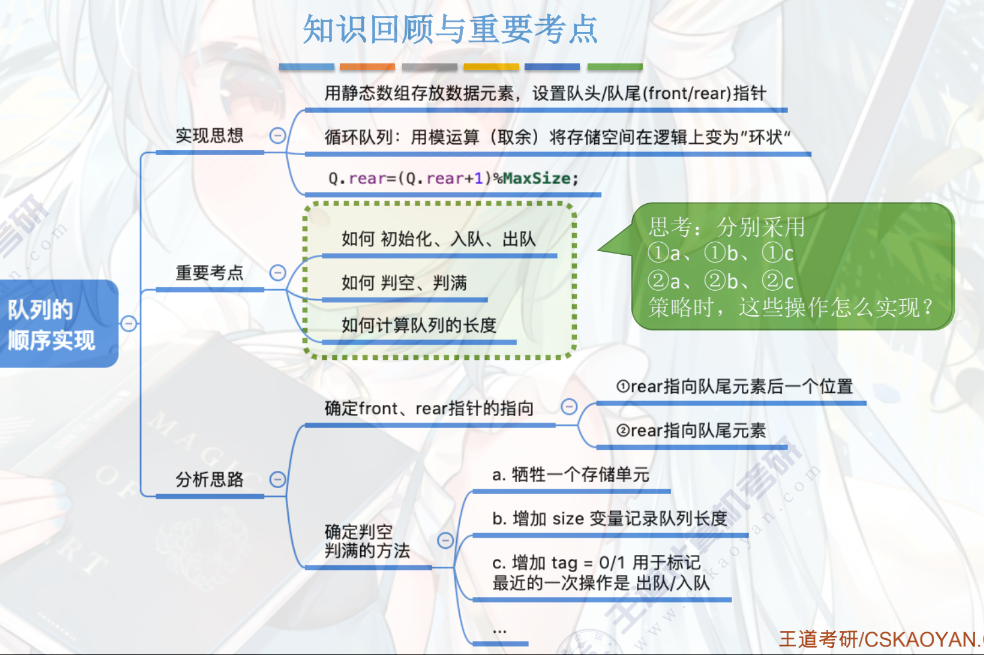 知识回顾与重要考点
用静态数组存放数据元素，设置队头/队尾(front/rear)指针
实现思想
循环队列：用模运算（取余）将存储空间在逻辑上变为"环状"
Q.rear=(Q.rear+1)%MaxSize;
如何 初始化、入队、出队
重要考点
如何 判空、判满
如何计算队列的长度
思考：分别采用
①a、①b、①c
②a、②b、②c
策略时，这些操作怎么实现？
队列的
顺序实现
①rear指向队尾元素后一个位置
确定front、rear指针的指向
②rear指向队尾元素
分析思路
a. 牺牲一个存储单元
确定判空
判满的方法
b. 增加 size 变量记录队列长度
c. 增加 tag = 0/1 用于标记
最近的一次操作是 出队/入队
...
王道考研/CSKAOYAN.